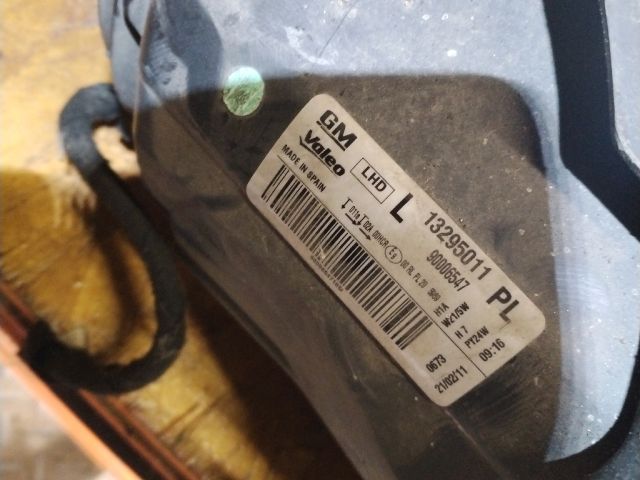 GM
Valeo
LHD
MADE IN SPAIN
L 13295011 PL
90006547
H1A H7
W21/5W PY24W
0673
21/02/11 09:16